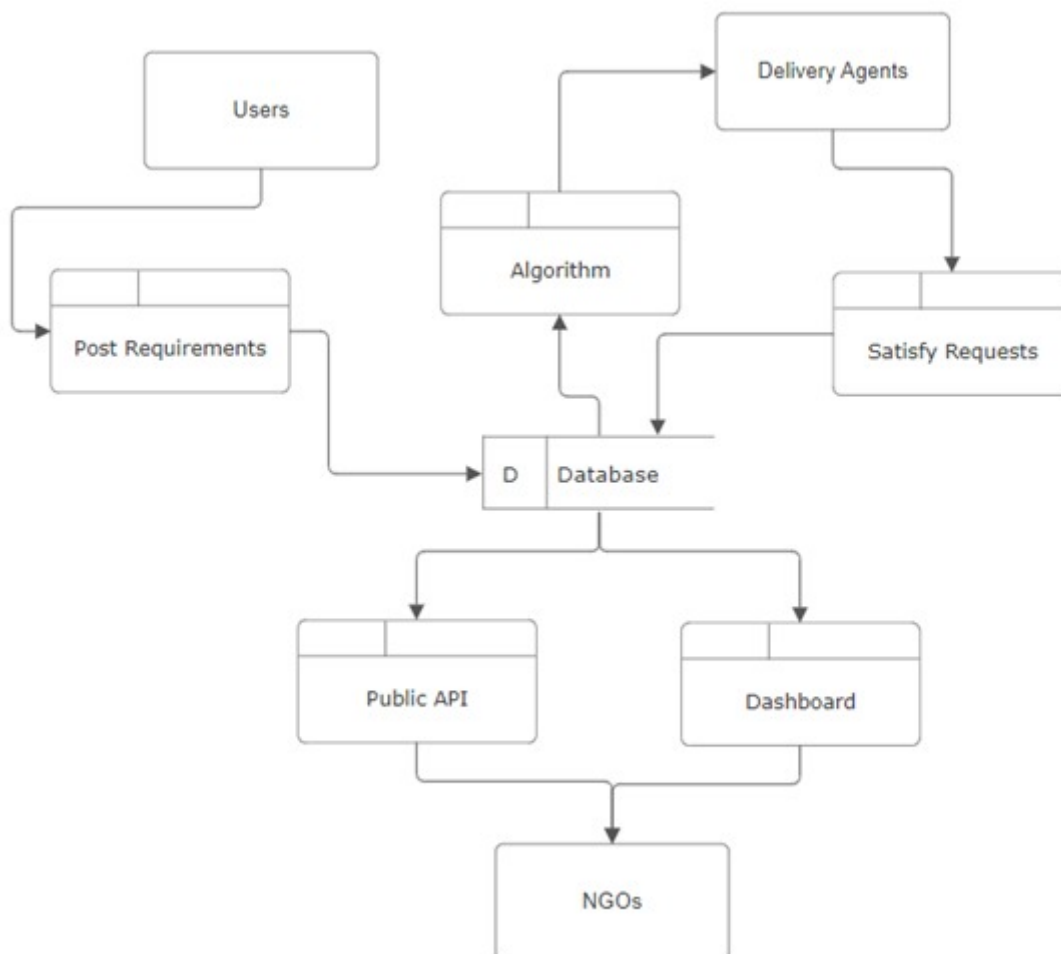 Delivery Agents
Users
Algorithm
Post Requirements
Satisfy Requests
D Database
Public API
Dashboard
NGOs